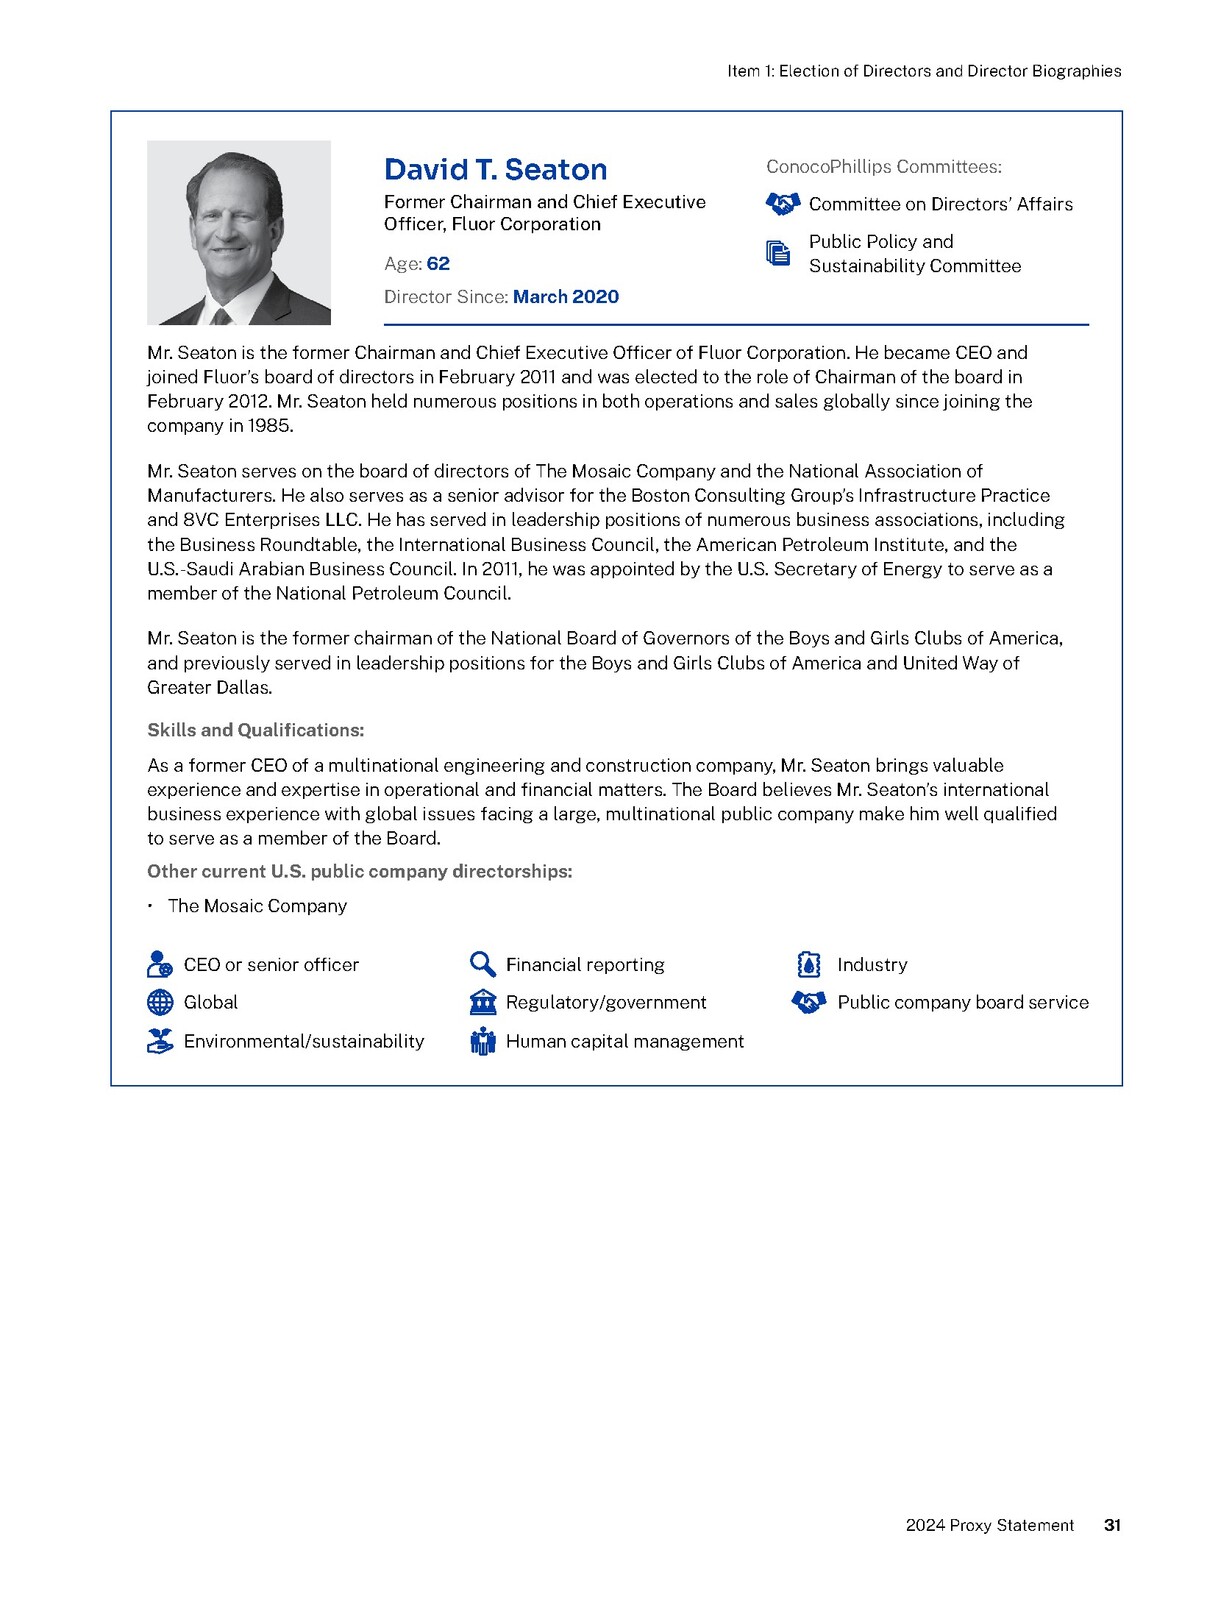 Item 1: Election of Directors and Director Biographies
David T. Seaton
Former Chairman and Chief Executive
Officer, Fluor Corporation
Age: 62
Director Since: March 2020
ConocoPhillips Committees:
Committee on Directors’ Affairs
Public Policy and
Sustainability Committee
Mr. Seaton is the former Chairman and Chief Executive Officer of Fluor Corporation. He became CEO and
joined Fluor’s board of directors in February 2011 and was elected to the role of Chairman of the board in
February 2012. Mr. Seaton held numerous positions in both operations and sales globally since joining the
company in 1985.
Mr. Seaton serves on the board of directors of The Mosaic Company and the National Association of
Manufacturers. He also serves as a senior advisor for the Boston Consulting Group’s Infrastructure Practice
and 8VC Enterprises LLC. He has served in leadership positions of numerous business associations, including
the Business Roundtable, the International Business Council, the American Petroleum Institute, and the
U.S.-Saudi Arabian Business Council. In 2011, he was appointed by the U.S. Secretary of Energy to serve as a
member of the National Petroleum Council.
Mr. Seaton is the former chairman of the National Board of Governors of the Boys and Girls Clubs of America,
and previously served in leadership positions for the Boys and Girls Clubs of America and United Way of
Greater Dallas.
Skills and Qualifications:
As a former CEO of a multinational engineering and construction company, Mr. Seaton brings valuable
experience and expertise in operational and financial matters. The Board believes Mr. Seaton’s international
business experience with global issues facing a large, multinational public company make him well qualified
to serve as a member of the Board.
Other current U.S. public company directorships:
• The Mosaic Company
CEO or senior officer
Financial reporting
Industry
Global
Regulatory/government
Public company board service
Environmental/sustainability
Human capital management
2024 Proxy Statement 31